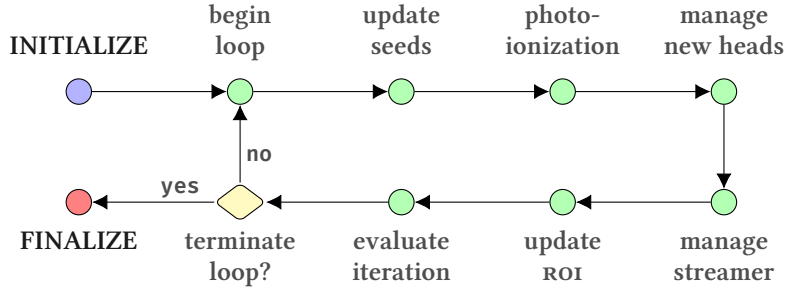 INITIALIZE
begin
loop
update
seeds
photo-
ionization
manage
new heads
no
yes
FINALIZE
terminate
loop?
evaluate
iteration
update
ROI
manage
streamer